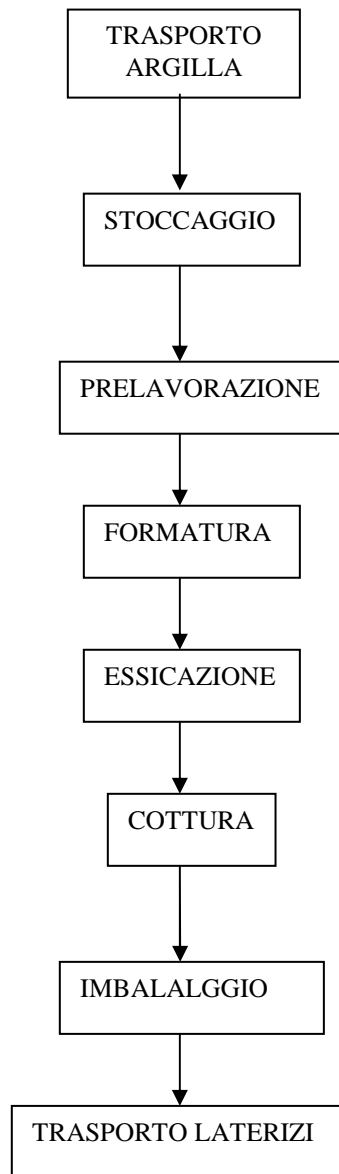 TRASPORTO
ARGILLA
STOCCAGGIO
PRELAVORAZIONE
FORMATURA
ESSICAZIONE
COTTURA
IMBALALGGIO
TRASPORTO LATERIZI